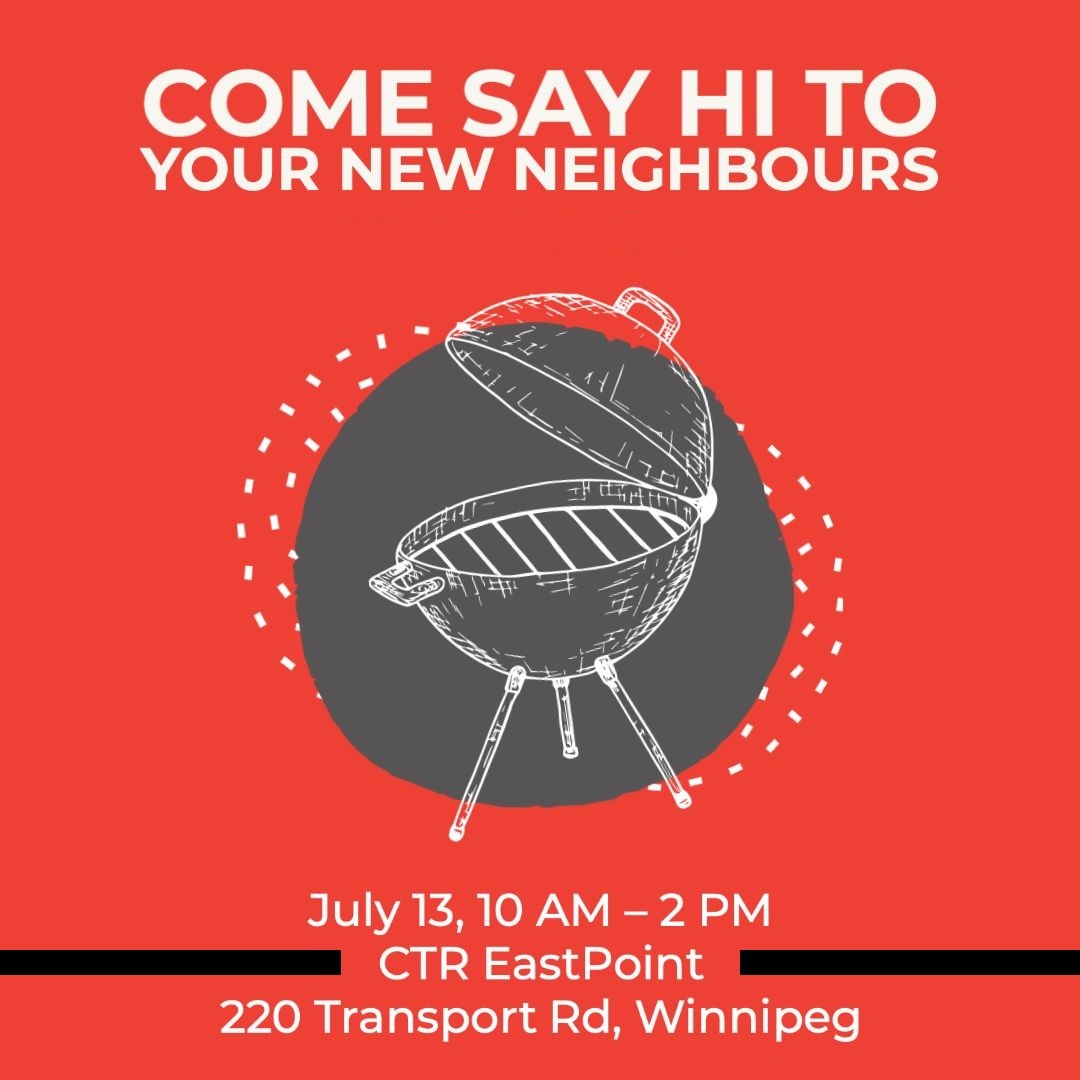 COME SAY HI TO
YOUR NEW NEIGHBOURS
July 13, 10 AM – 2 PM
CTR EastPoint
220 Transport Rd, Winnipeg